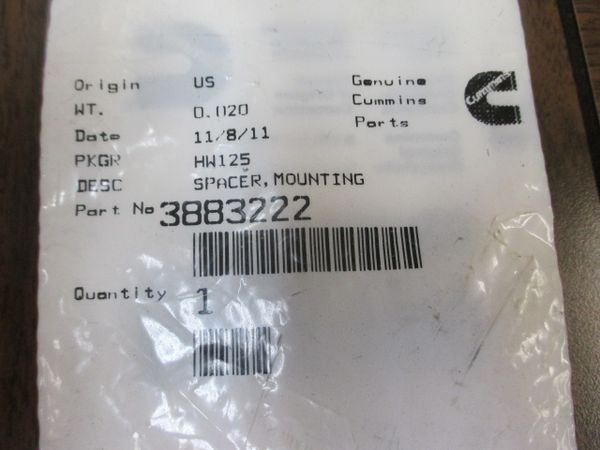 Origin US
WT. 0.020
Date 11/8/11
PKGR HW125
DESC SPACER, MOUNTING
Part No 3883222
Quantity 1
Genuine
Cummins
Parts
Cummins